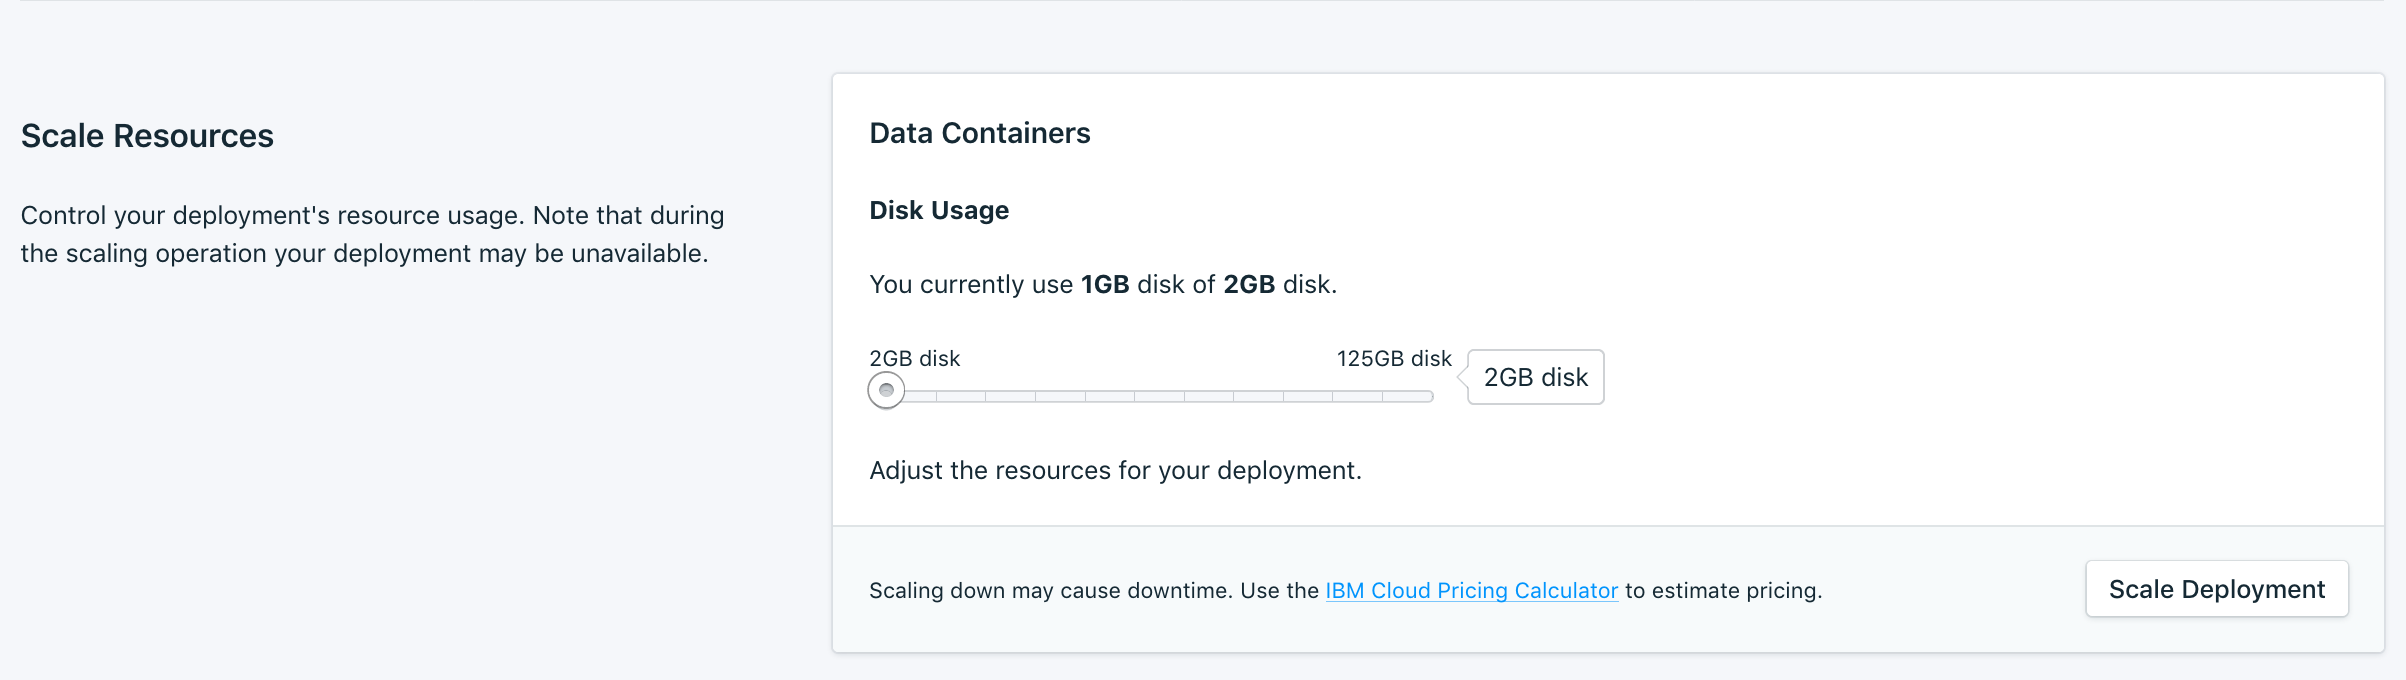 Scale Resources
Control your deployment's resource usage. Note that during
the scaling operation your deployment may be unavailable.
Data Containers
Disk Usage
You currently use 1GB disk of 2GB disk.
2GB disk
125GB disk
2GB disk
Adjust the resources for your deployment.
Scaling down may cause downtime. Use the IBM Cloud Pricing Calculator to estimate pricing.
Scale Deployment